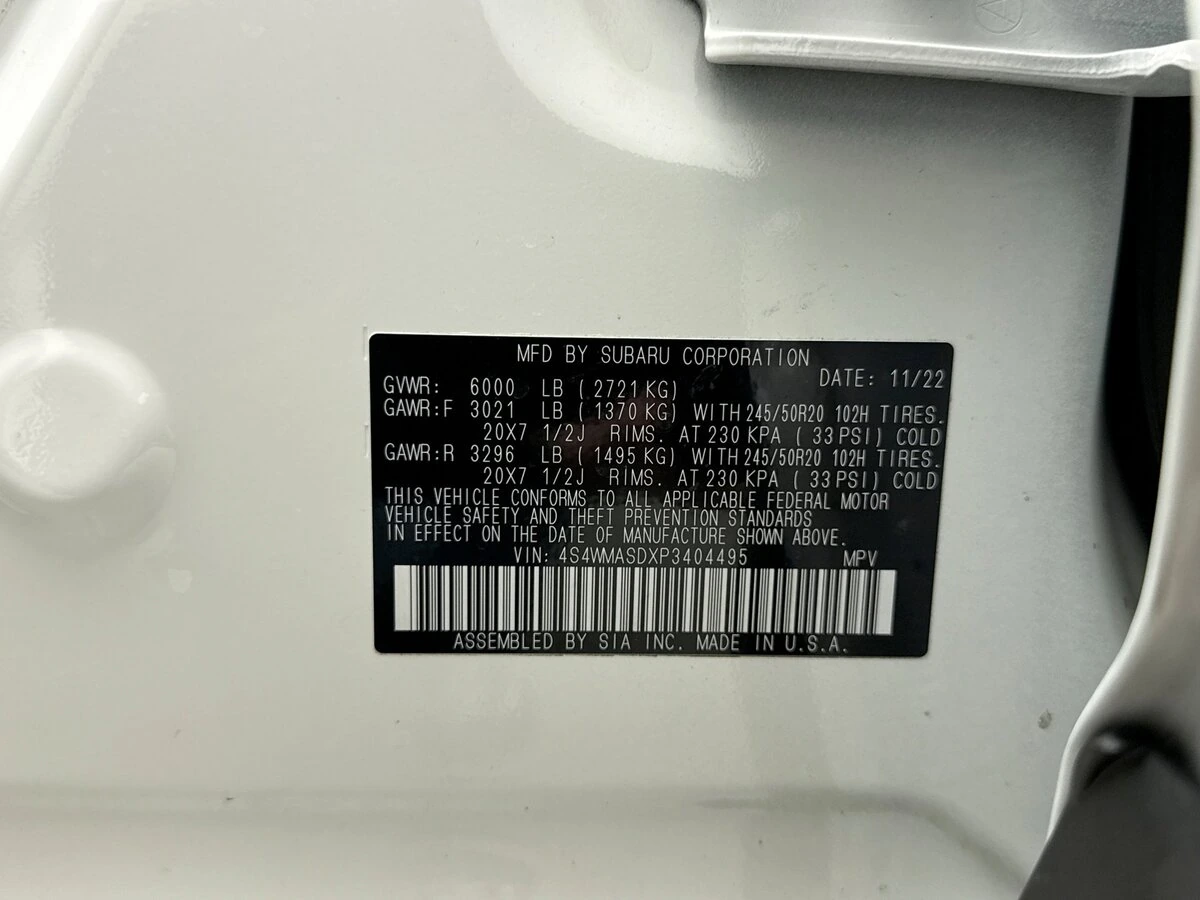 MFD BY SUBARU CORPORATION
DATE: 11/22
GVWR: 6000 LB ( 2721 KG)
GAWR:F 3021 LB ( 1370 KG) WITH 245/50R20 102H TIRES.
20X7 1/2J RIMS. AT 230 KPA ( 33 PSI) COLD
GAWR:R 3296 LB ( 1495 KG) WITH 245/50R20 102H TIRES.
20X7 1/2J RIMS. AT 230 KPA ( 33 PSI) COLD
THIS VEHICLE CONFORMS TO ALL APPLICABLE FEDERAL MOTOR
VEHICLE SAFETY AND THEFT PREVENTION STANDARDS
IN EFFECT ON THE DATE OF MANUFACTURE SHOWN ABOVE.
VIN: 4S4WMASDXP3404495 MPV
ASSEMBLED BY SIA INC. MADE IN U.S.A.